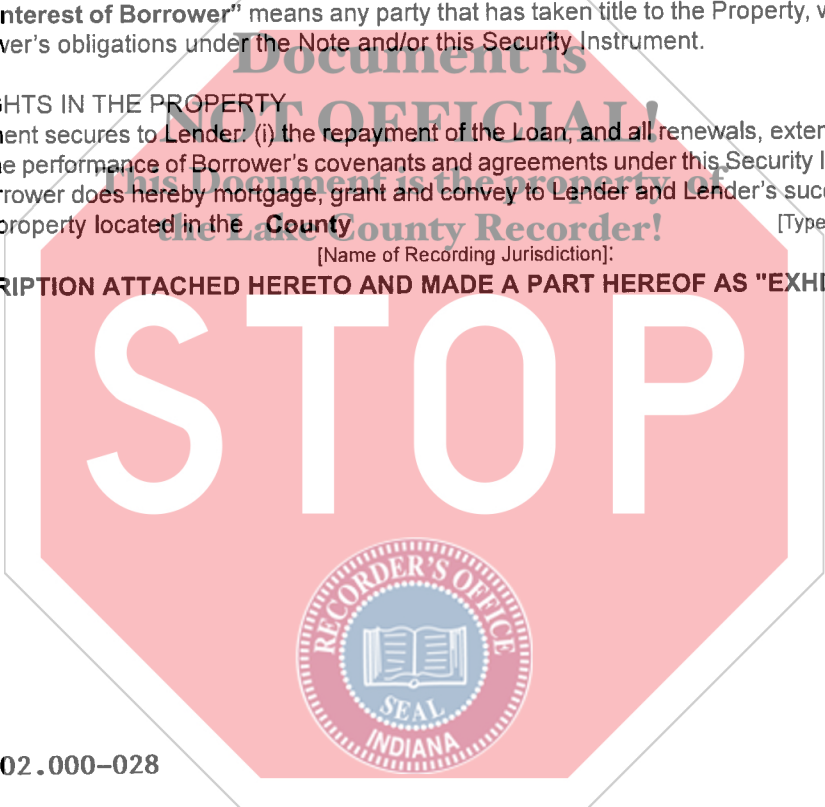 nterest of Borrower" means any party that has taken title to the Property, w
ver's obligations under the Note and/or this Security Instrument.
Document is
GHTS IN THE PROPERTY
NOT OFFICIAL!
ent secures to Lender: (i) the repayment of the Loan, and all renewals, exten
e performance of Borrower's covenants and agreements under this Security I
This Document is the property of
rrower does hereby mortgage, grant and convey to Lender and Lender's succ
property located in the County [Type
the Lake County Recorder!
[Name of Recording Jurisdiction]:
RIPTION ATTACHED HERETO AND MADE A PART HEREOF AS "EXHI
STOP
RECORDER'S OFFICE
SEAL
INDIANA
02.000-028